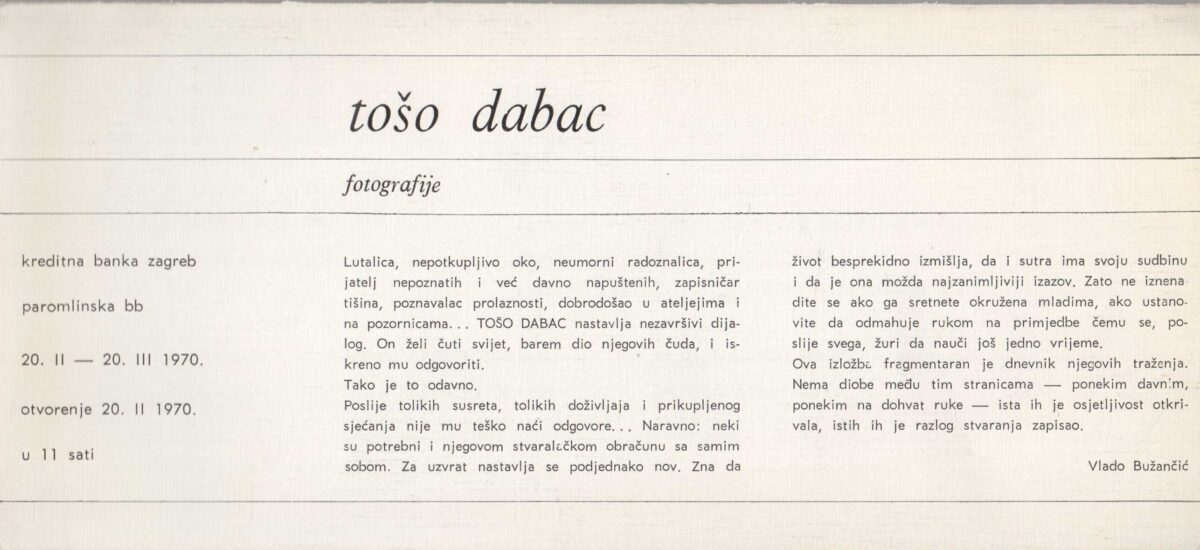 tošo dabac
fotografije
kreditna banka zagreb
paromlinska bb
20. II — 20. III 1970.
otvorenje 20. II 1970.
u 11 sati
Lutalica, nepotkupljivo oko, neumorni radoznalica, pri-
jatelj nepoznatih i već davno napuštenih, zapisničar
tišina, poznavalac prolaznosti, dobrodošao u ateljejima i
na pozornicama... TOŠO DABAC nastavlja nezavršivi dija-
log. On želi čuti svijet, barem dio njegovih čuda, i is-
kreno mu odgovoriti.
Tako je to odavno.
Poslije tolikih susreta, tolikih doživljaja i prikupljenog
sjećanja nije mu teško naći odgovore... Naravno: neki
su potrebni i njegovom stvaralačkom obračunu sa samim
sobom. Za uzvrat nastavlja se podjednako nov. Zna da
život besprekidno izmišlja, da i sutra ima svoju sudbinu
i da je ona možda najzanimljiviji izazov. Zato ne iznena-
dite se ako ga sretnete okružena mladima, ako ustano-
vite da odmahuje rukom na primjedbe čemu se, po-
slije svega, žuri da nauči još jedno vrijeme.
Ova izložba fragmentaran je dnevnik njegovih traženja.
Nema diobe među tim stranicama — ponekim davnim,
ponekim na dohvat ruke — ista ih je osjetljivost otkri-
vala, istih ih je razlog stvaranja zapisao.
Vlado Bužančić